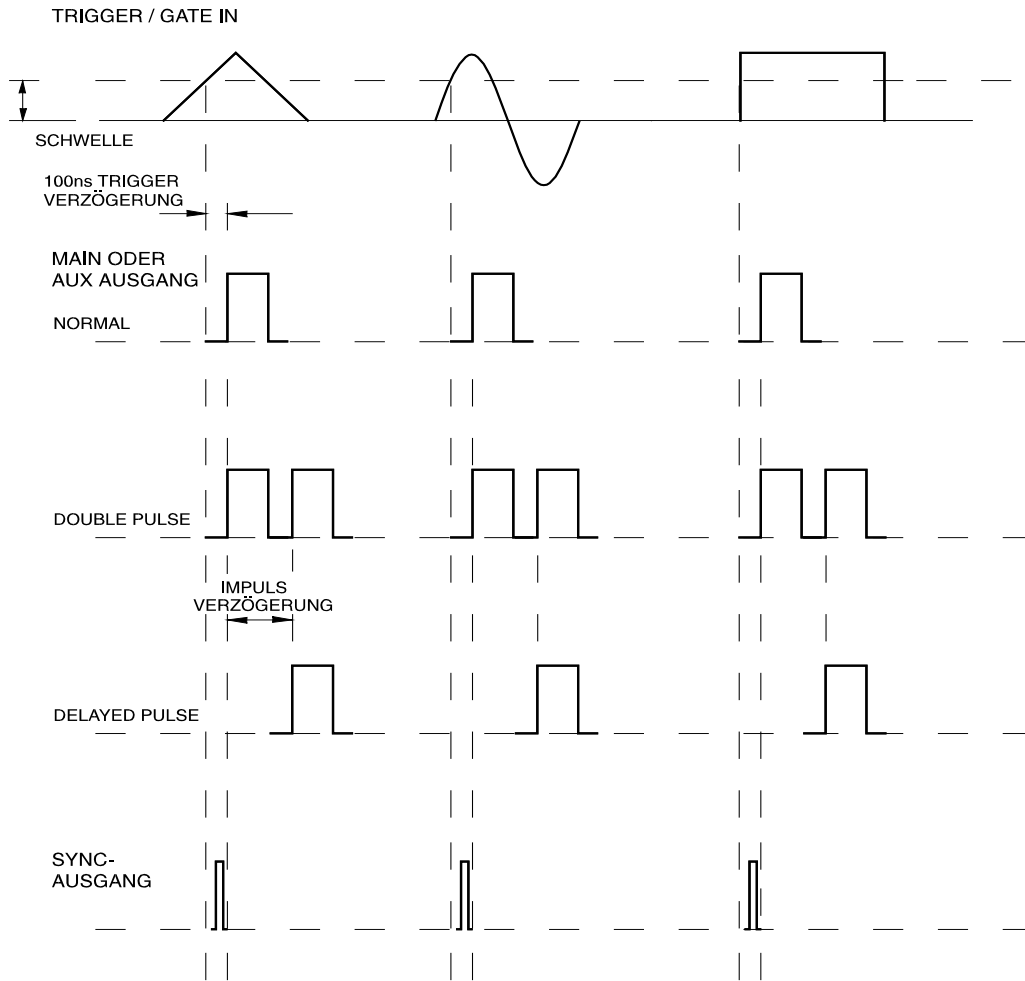 TRIGGER / GATE IN
SCHWELLE
100ns TRIGGER
VERZÖGERUNG
MAIN ODER
AUX AUSGANG
NORMAL
DOUBLE PULSE
IMPULS
VERZÖGERUNG
DELAYED PULSE
SYNC-
AUSGANG